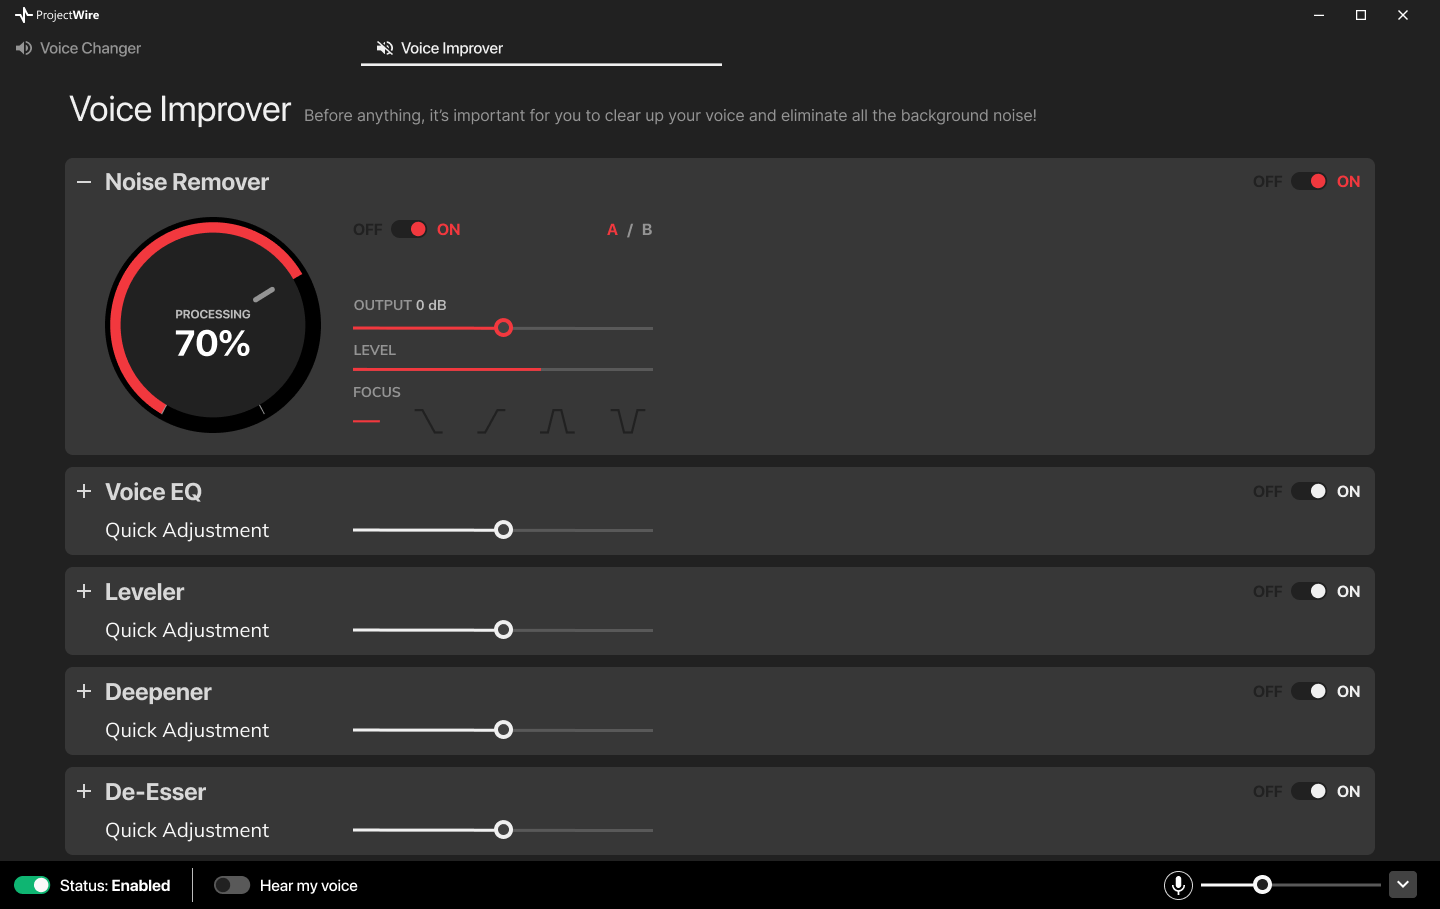 ProjectWire
Voice Changer
Voice Improver
Voice Improver
Before anything, it's important for you to clear up your voice and eliminate all the background noise!
Noise Remover
OFF ON
OFF ON
A / B
PROCESSING
70%
OUTPUT 0 dB
LEVEL
FOCUS
Voice EQ
OFF ON
Quick Adjustment
Leveler
OFF ON
Quick Adjustment
Deepener
OFF ON
Quick Adjustment
De-Esser
OFF ON
Quick Adjustment
Status: Enabled
Hear my voice